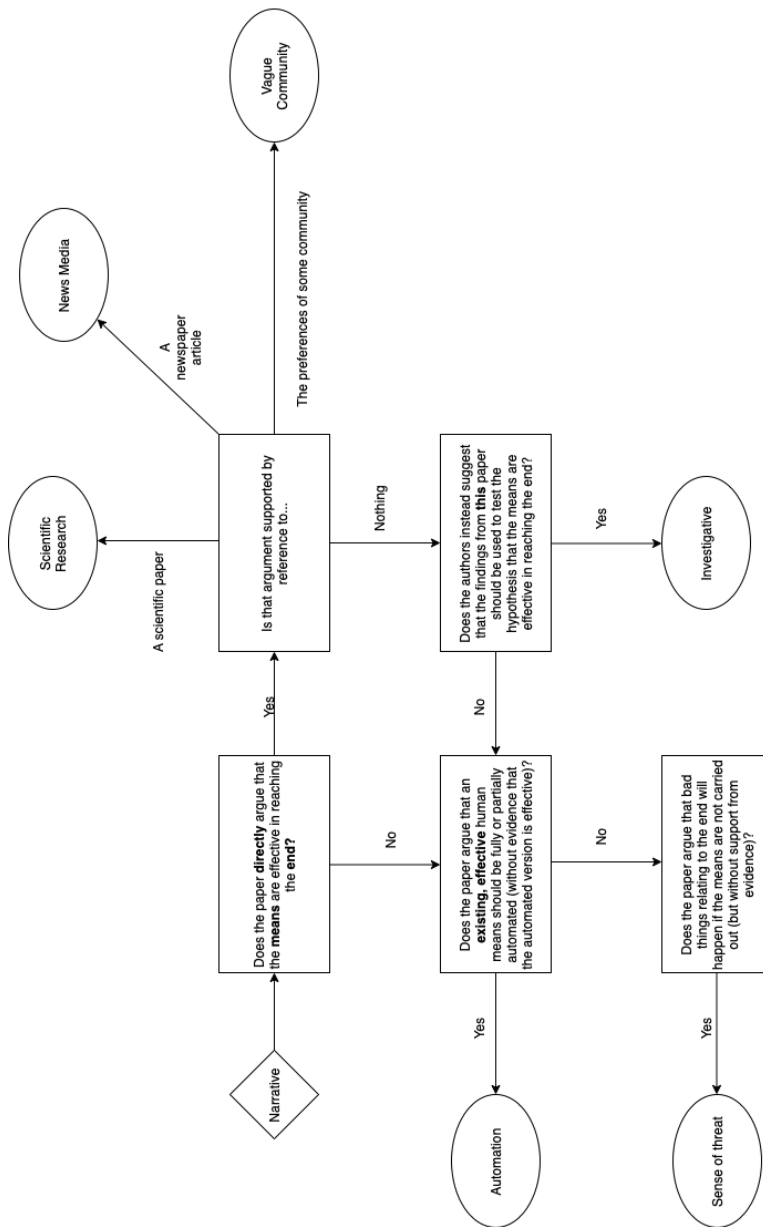 Narrative
Does the paper directly argue that
the means are effective in reaching
the end?
Yes
Is that argument supported by
reference to...
A scientific paper
Scientific
Research
A
newspaper
article
News Media
The preferences of some community
Vague
Community
No
Nothing
Does the paper argue that an
existing, effective human
means should be fully or partially
automated (without evidence that
the automated version is effective)?
No
Does the authors instead suggest
that the findings from this paper
should be used to test the
hypothesis that the means are
effective in reaching the end?
Yes
Automation
No
Yes
Investigative
Does the paper argue that bad
things relating to the end will
happen if the means are not carried
out (but without support from
evidence)?
Yes
Sense of threat